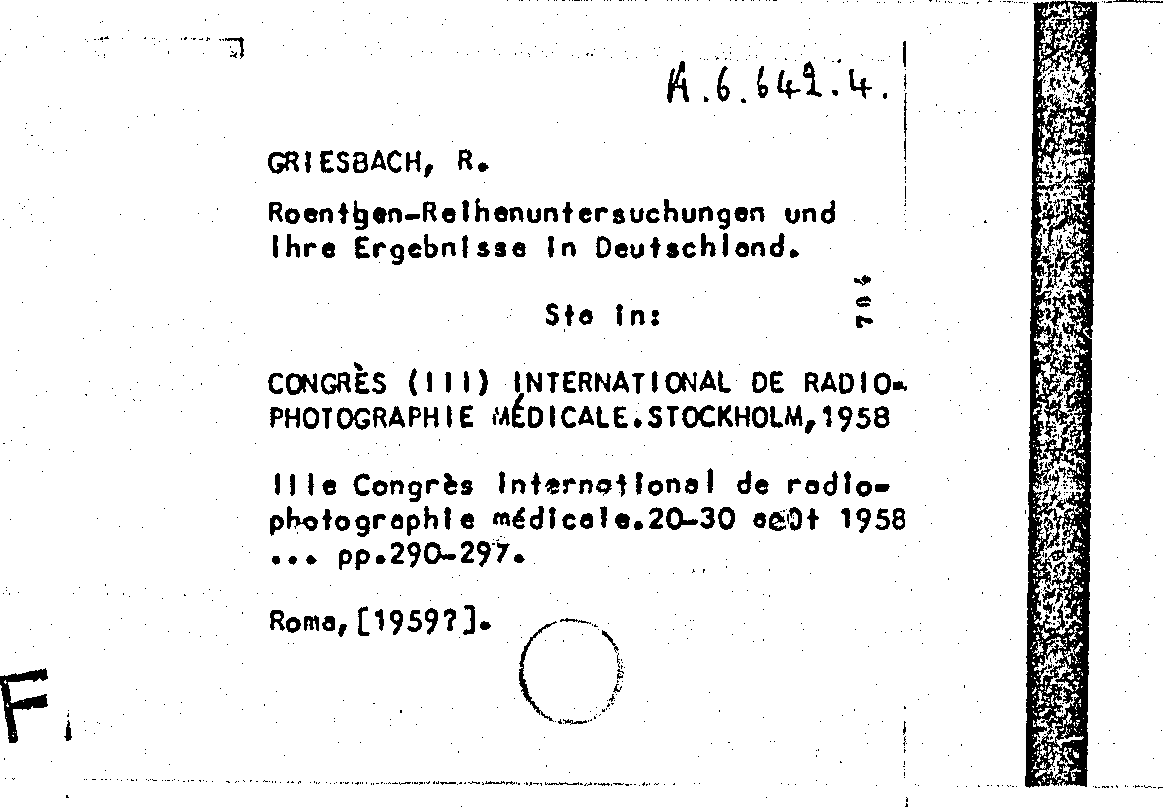 A.6.642.4.
GRIESBACH, R.
Roentgen-Reihenuntersuchungen und
ihre Ergebnisse in Deutschland.
704
Ste in:
CONGRÈS (III) INTERNATIONAL DE RADIO-
PHOTOGRAPHIE MÉDICALE.STOCKHOLM,1958
IIIe Congrès international de radio-
photographie médicale.20-30 août 1958
... pp.290-297.
Roma,[1959?].
F